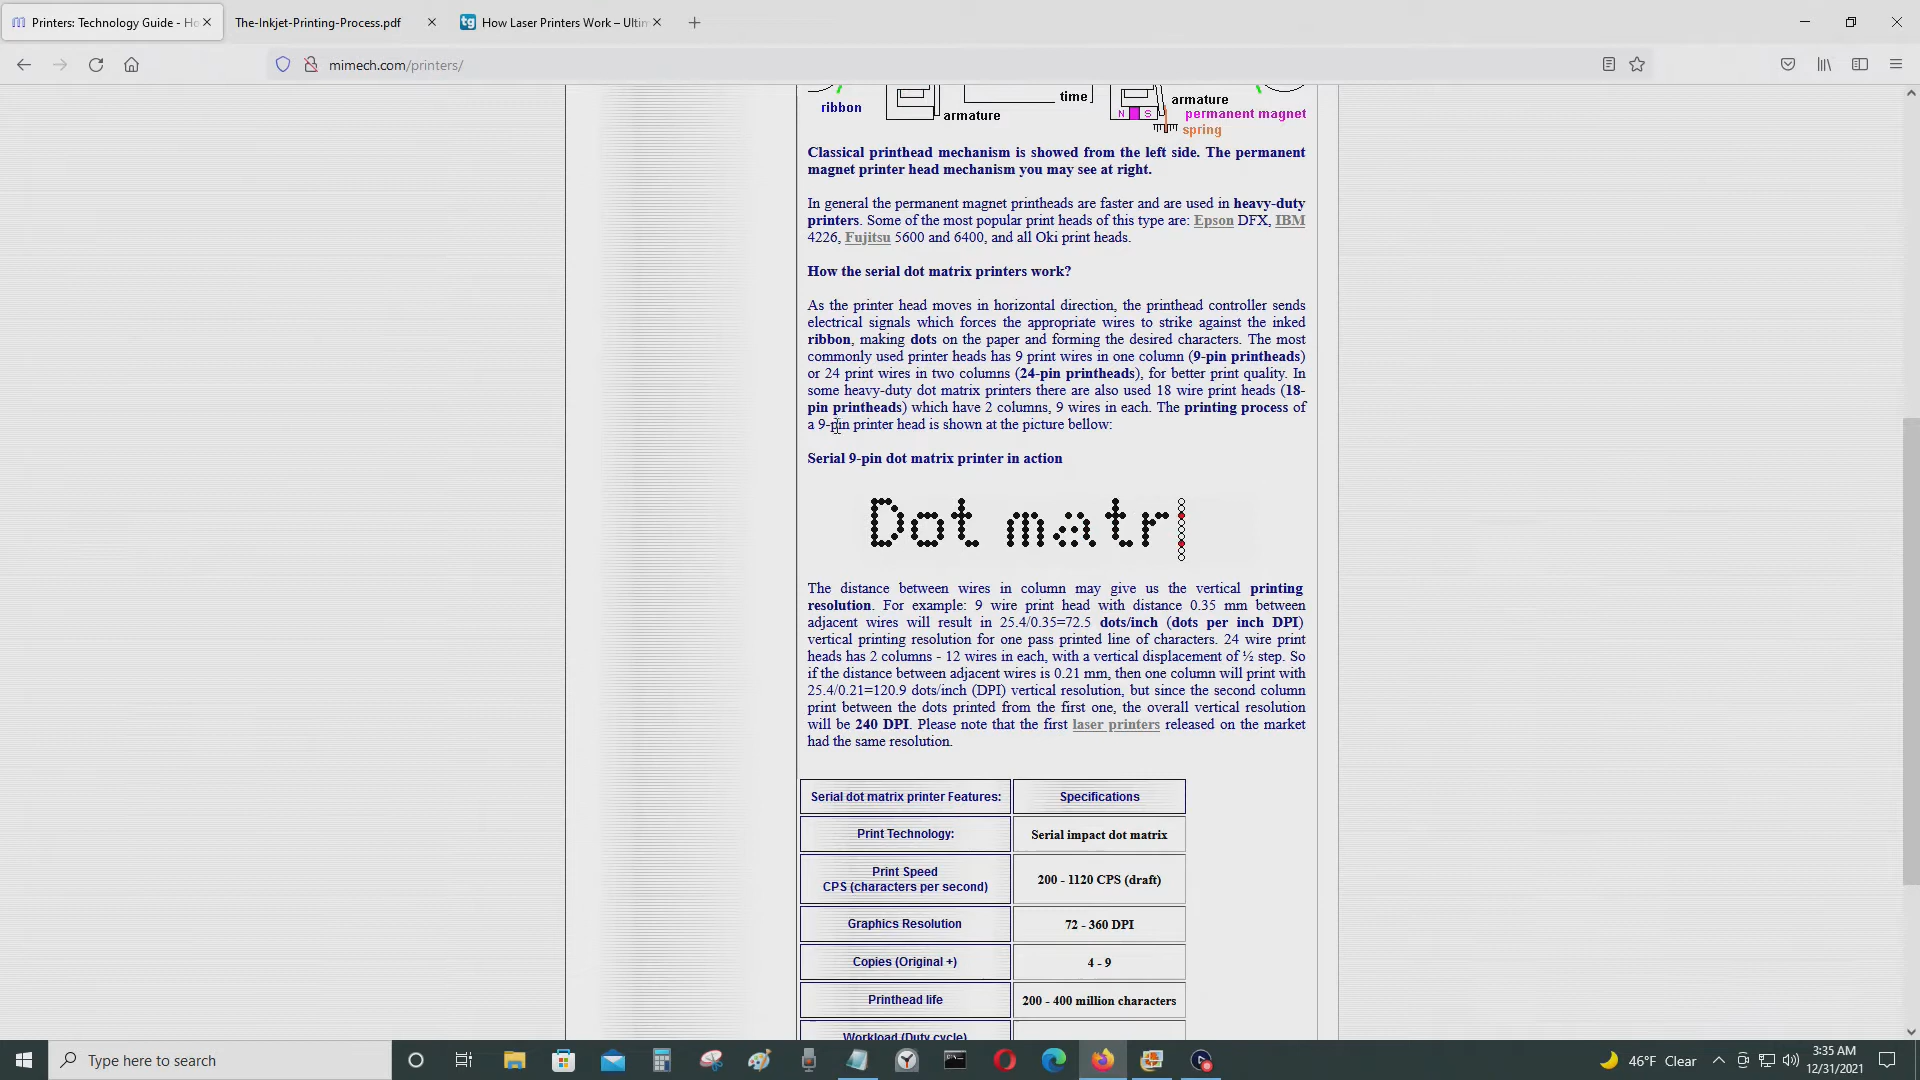 Printers: Technology Guide - Ho
The-Inkjet-Printing-Process.pdf
tg How Laser Printers Work – Ultim
mimech.com/printers/
ribbon
armature
time
N S
armature
permanent magnet
spring
Classical printhead mechanism is showed from the left side. The permanent
magnet printer head mechanism you may see at right.
In general the permanent magnet printheads are faster and are used in heavy-duty
printers. Some of the most popular print heads of this type are: Epson DFX, IBM
4226, Fujitsu 5600 and 6400, and all Oki print heads.
How the serial dot matrix printers work?
As the printer head moves in horizontal direction, the printhead controller sends
electrical signals which forces the appropriate wires to strike against the inked
ribbon, making dots on the paper and forming the desired characters. The most
commonly used printer heads has 9 print wires in one column (9-pin printheads)
or 24 print wires in two columns (24-pin printheads), for better print quality. In
some heavy-duty dot matrix printers there are also used 18 wire print heads (18-
pin printheads) which have 2 columns, 9 wires in each. The printing process of
a 9-pin printer head is shown at the picture bellow:
Serial 9-pin dot matrix printer in action
Dot matr
The distance between wires in column may give us the vertical printing
resolution. For example: 9 wire print head with distance 0.35 mm between
adjacent wires will result in 25.4/0.35=72.5 dots/inch (dots per inch DPI)
vertical printing resolution for one pass printed line of characters. 24 wire print
heads has 2 columns - 12 wires in each, with a vertical displacement of ½ step. So
if the distance between adjacent wires is 0.21 mm, then one column will print with
25.4/0.21=120.9 dots/inch (DPI) vertical resolution, but since the second column
print between the dots printed from the first one, the overall vertical resolution
will be 240 DPI. Please note that the first laser printers released on the market
had the same resolution.
Serial dot matrix printer Features: Specifications
Print Technology: Serial impact dot matrix
Print Speed
CPS (characters per second) 200 - 1120 CPS (draft)
Graphics Resolution 72 - 360 DPI
Copies (Original +) 4 - 9
Printhead life 200 - 400 million characters
Workload (Duty cycle)
Type here to search
46°F Clear
3:35 AM
12/31/2021